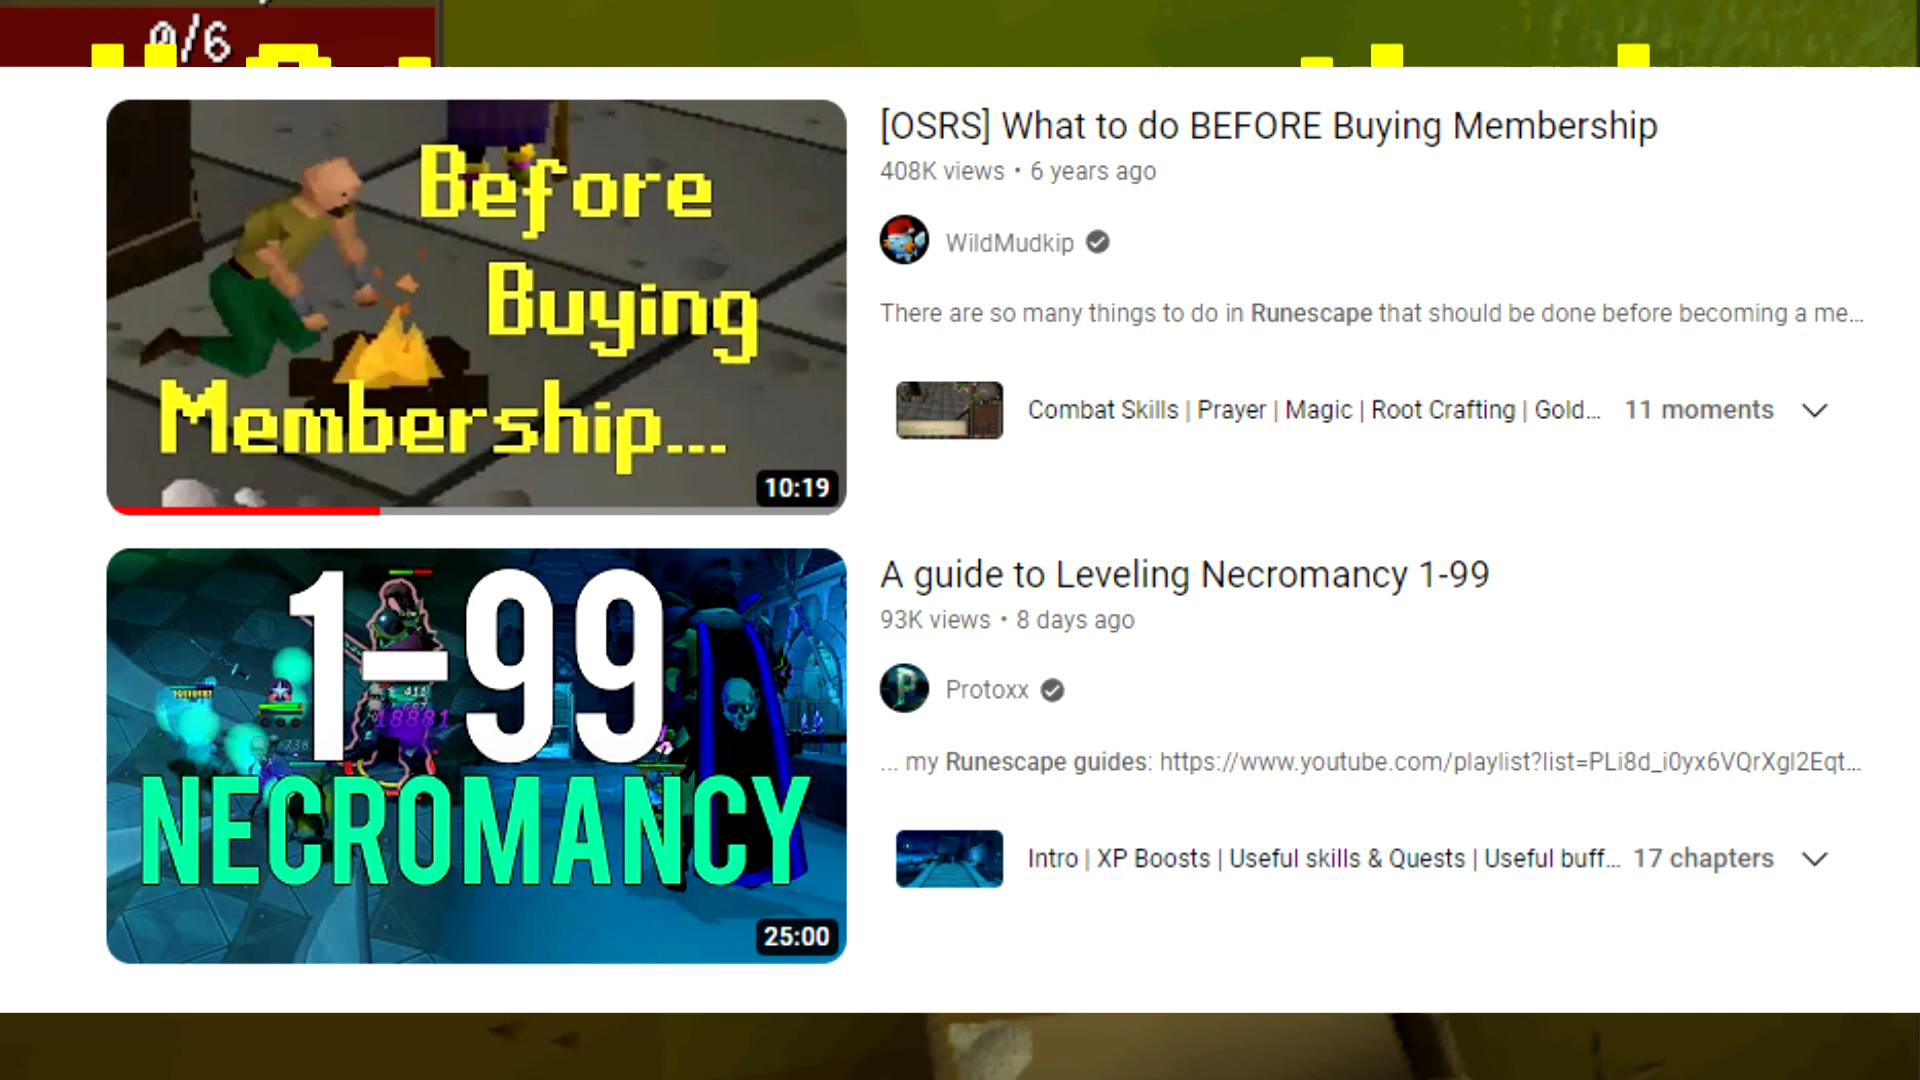 0/6
Before
Buying
Membership...
10:19
[OSRS] What to do BEFORE Buying Membership
408K views • 6 years ago
WildMudkip
There are so many things to do in Runescape that should be done before becoming a me...
Combat Skills | Prayer | Magic | Root Crafting | Gold... 11 moments
1-99
18881
NECROMANCY
25:00
A guide to Leveling Necromancy 1-99
93K views • 8 days ago
P
Protoxx
... my Runescape guides: https://www.youtube.com/playlist?list=PLi8d_i0yx6VQrXgI2Eqt...
Intro | XP Boosts | Useful skills & Quests | Useful buff... 17 chapters